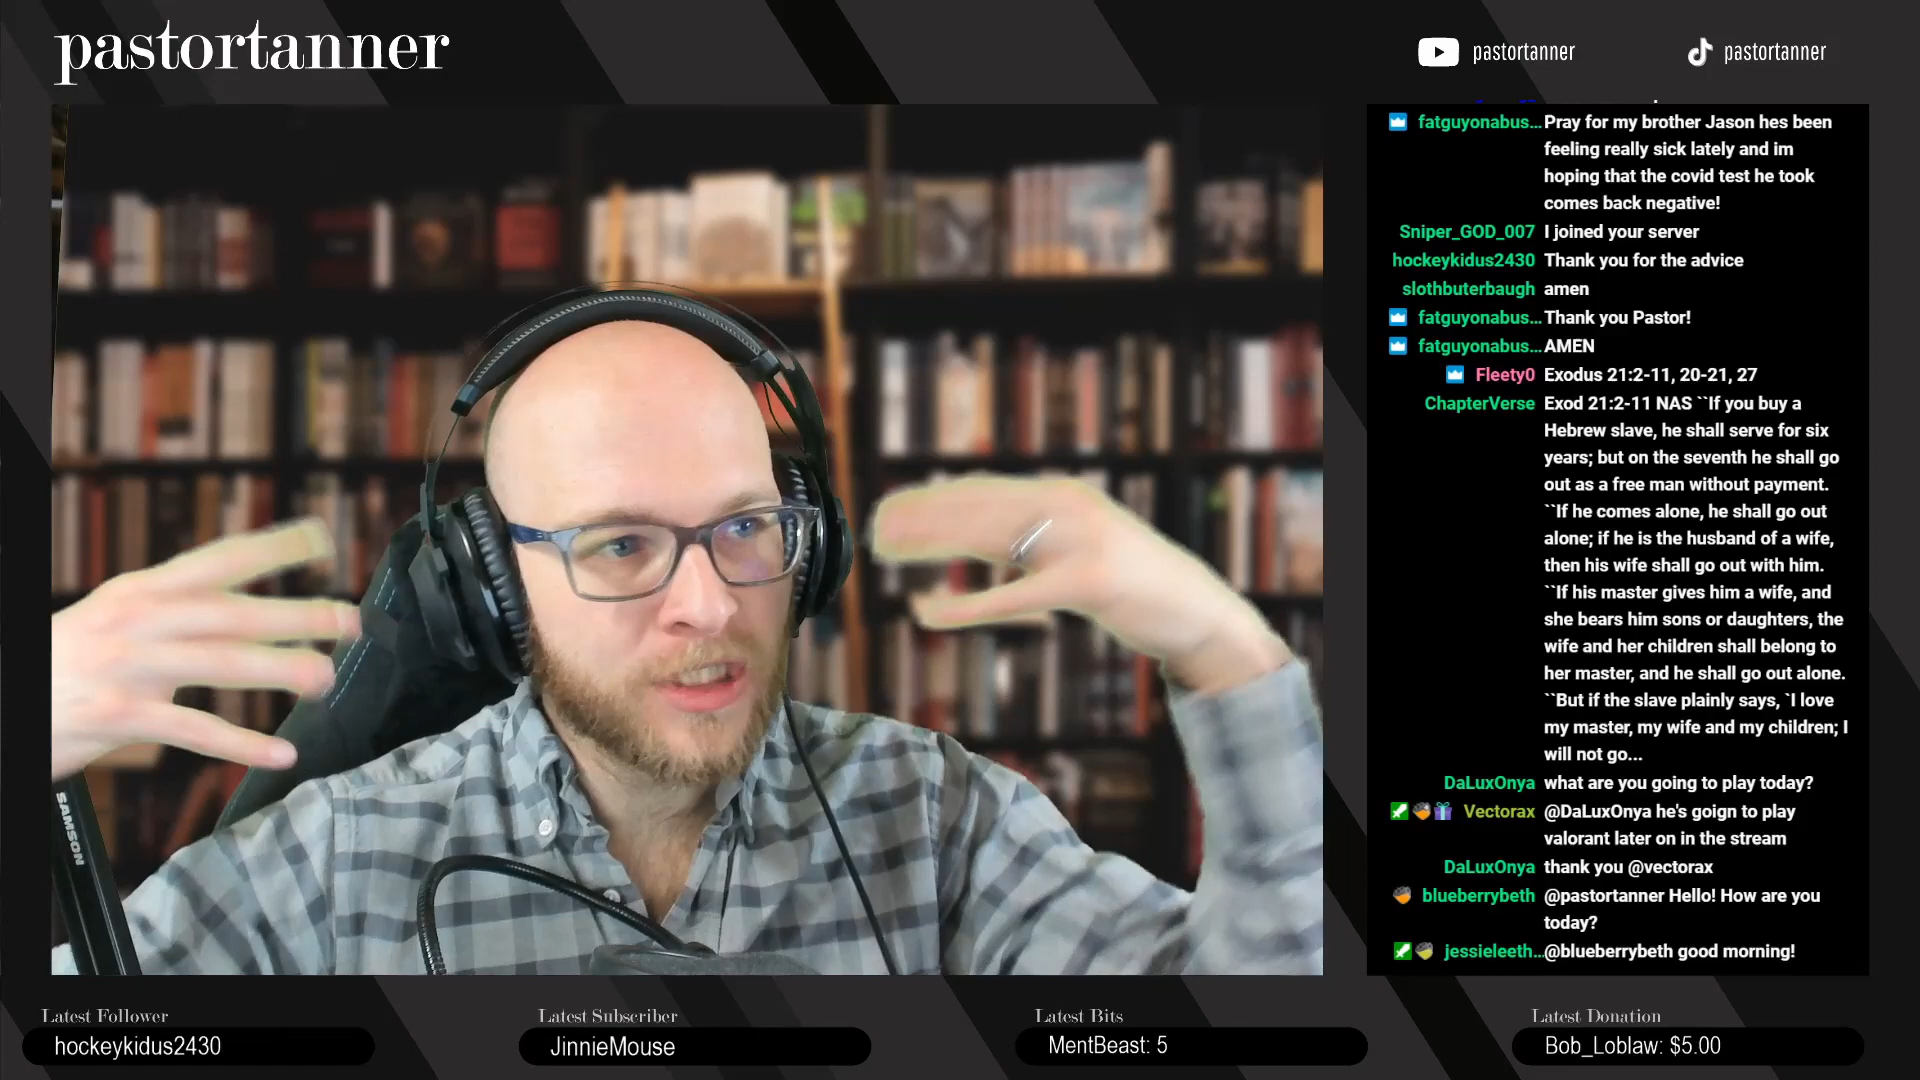 pastortanner
pastortanner
pastortanner
fatguyonabus... Pray for my brother Jason hes been
feeling really sick lately and im
hoping that the covid test he took
comes back negative!
Sniper_GOD_007 I joined your server
hockeykidus2430 Thank you for the advice
slothbuterbaugh amen
fatguyonabus... Thank you Pastor!
fatguyonabus... AMEN
Fleety0 Exodus 21:2-11, 20-21, 27
ChapterVerse Exod 21:2-11 NAS ``If you buy a
Hebrew slave, he shall serve for six
years; but on the seventh he shall go
out as a free man without payment.
``If he comes alone, he shall go out
alone; if he is the husband of a wife,
then his wife shall go out with him.
``If his master gives him a wife, and
she bears him sons or daughters, the
wife and her children shall belong to
her master, and he shall go out alone.
``But if the slave plainly says, `I love
my master, my wife and my children; I
will not go...
DaLuxOnya what are you going to play today?
Vectorax @DaLuxOnya he's goign to play
valorant later on in the stream
DaLuxOnya thank you @vectorax
blueberrybeth @pastortanner Hello! How are you
today?
jessieleeth... @blueberrybeth good morning!
SAMSON
Latest Follower
hockeykidus2430
Latest Subscriber
JinnieMouse
Latest Bits
MentBeast: 5
Latest Donation
Bob_Loblaw: $5.00